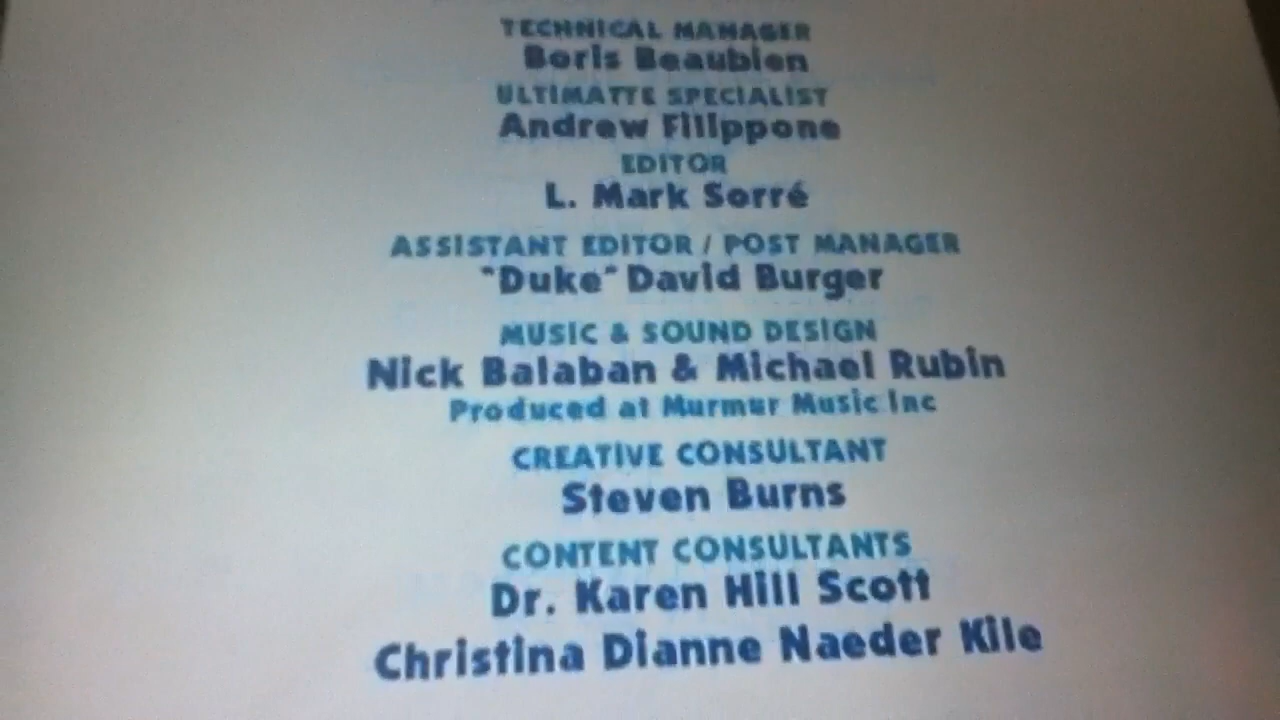 TECHNICAL MANAGER
Boris Beaubien
ULTIMATTE SPECIALIST
Andrew Filippone
EDITOR
L. Mark Sorré
ASSISTANT EDITOR / POST MANAGER
"Duke" David Burger
MUSIC & SOUND DESIGN
Nick Balaban & Michael Rubin
Produced at Murmur Music Inc
CREATIVE CONSULTANT
Steven Burns
CONTENT CONSULTANTS
Dr. Karen Hill Scott
Christina Dianne Naeder Kile